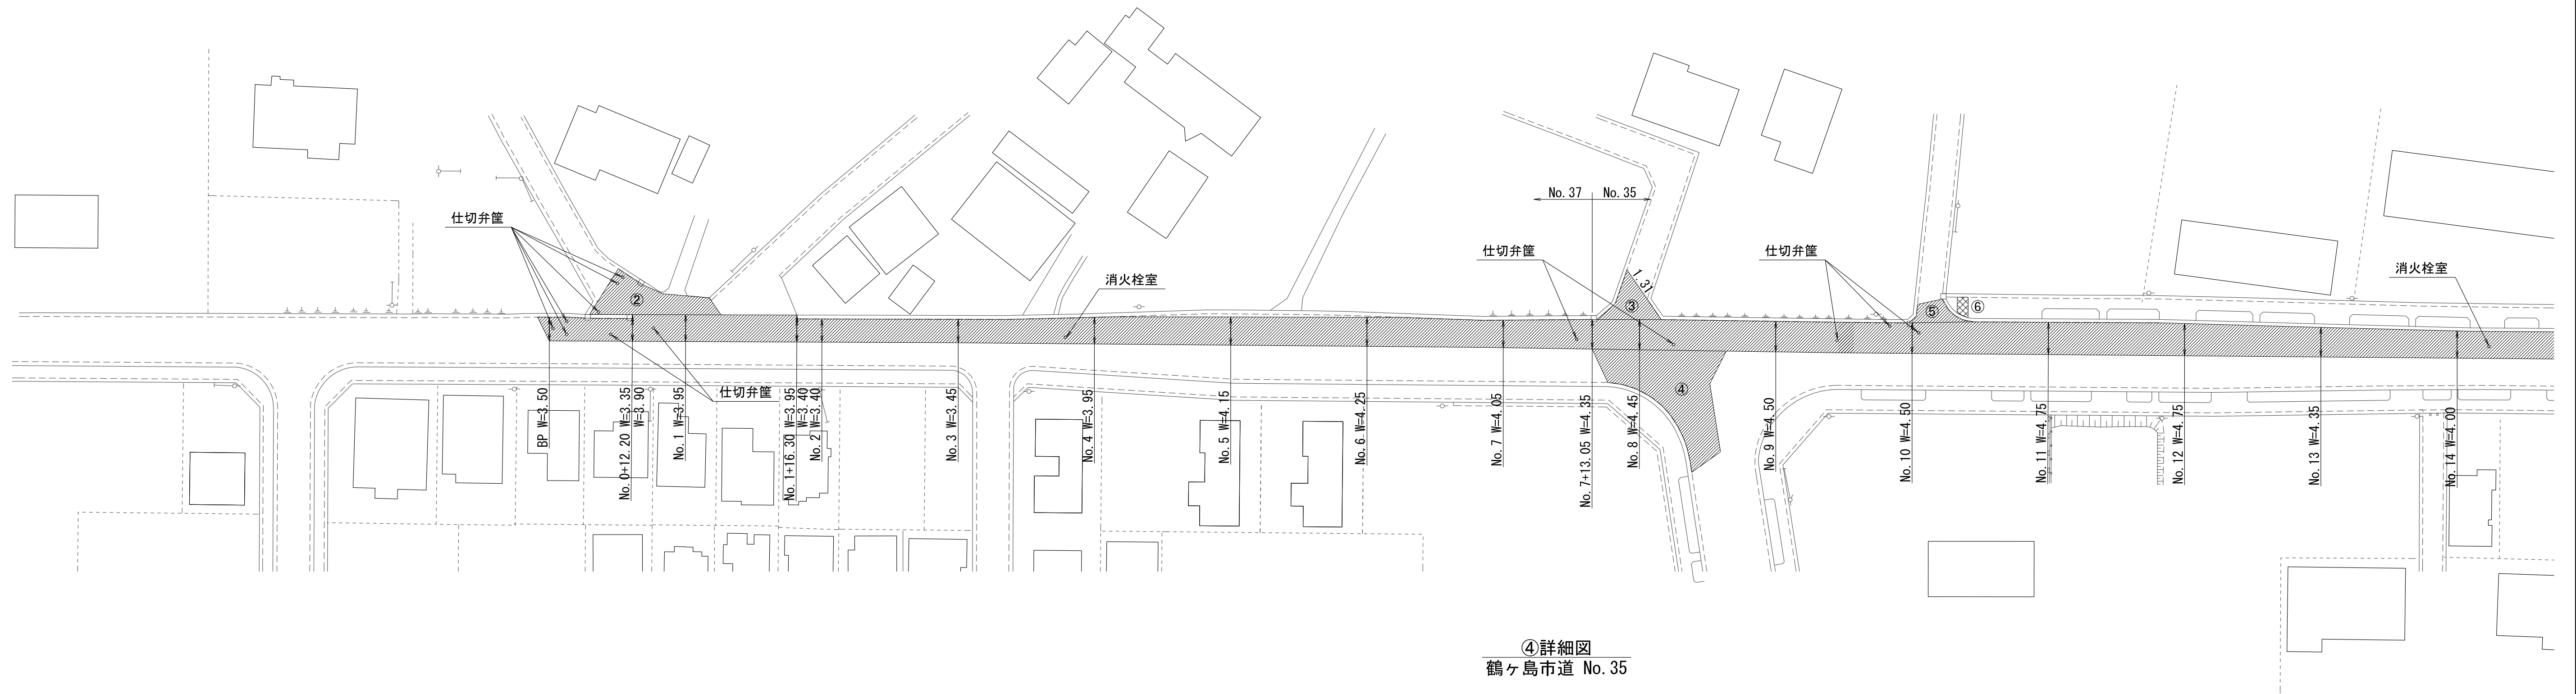 No. 37
No. 35
仕切弁筐
仕切弁筐
仕切弁筐
消火栓室
消火栓室
1.37
②
③
⑤
⑥
④
仕切弁筐
BP W=3.50
No. 0+12.20 W=3.35
W=3.90
No. 1 W=3.95
No. 1+16.30 W=3.95
W=3.40
No. 2 W=3.40
No. 3 W=3.45
No. 4 W=3.95
No. 5 W=4.15
No. 6 W=4.25
No. 7 W=4.05
No. 7+13.05 W=4.35
No. 8 W=4.45
No. 9 W=4.50
No. 10 W=4.50
No. 11 W=4.75
No. 12 W=4.75
No. 13 W=4.35
No. 14 W=4.00
④詳細図
鶴ヶ島市道 No. 35